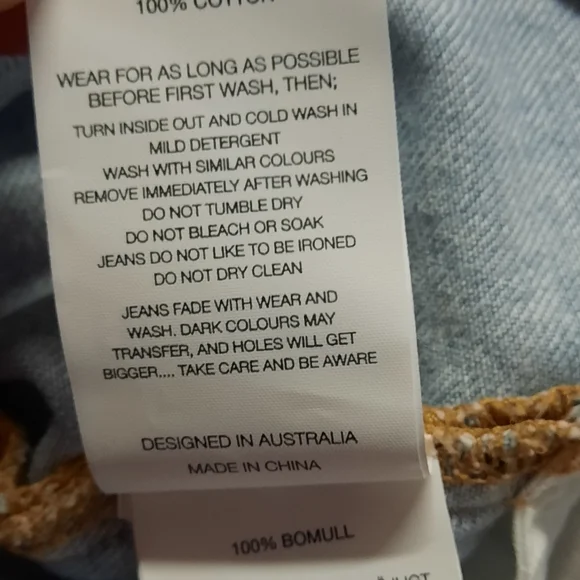 100% COTTON
WEAR FOR AS LONG AS POSSIBLE
BEFORE FIRST WASH, THEN;
TURN INSIDE OUT AND COLD WASH IN
MILD DETERGENT
WASH WITH SIMILAR COLOURS
REMOVE IMMEDIATELY AFTER WASHING
DO NOT TUMBLE DRY
DO NOT BLEACH OR SOAK
JEANS DO NOT LIKE TO BE IRONED
DO NOT DRY CLEAN
JEANS FADE WITH WEAR AND
WASH. DARK COLOURS MAY
TRANSFER, AND HOLES WILL GET
BIGGER.... TAKE CARE AND BE AWARE
DESIGNED IN AUSTRALIA
MADE IN CHINA
100% BOMULL